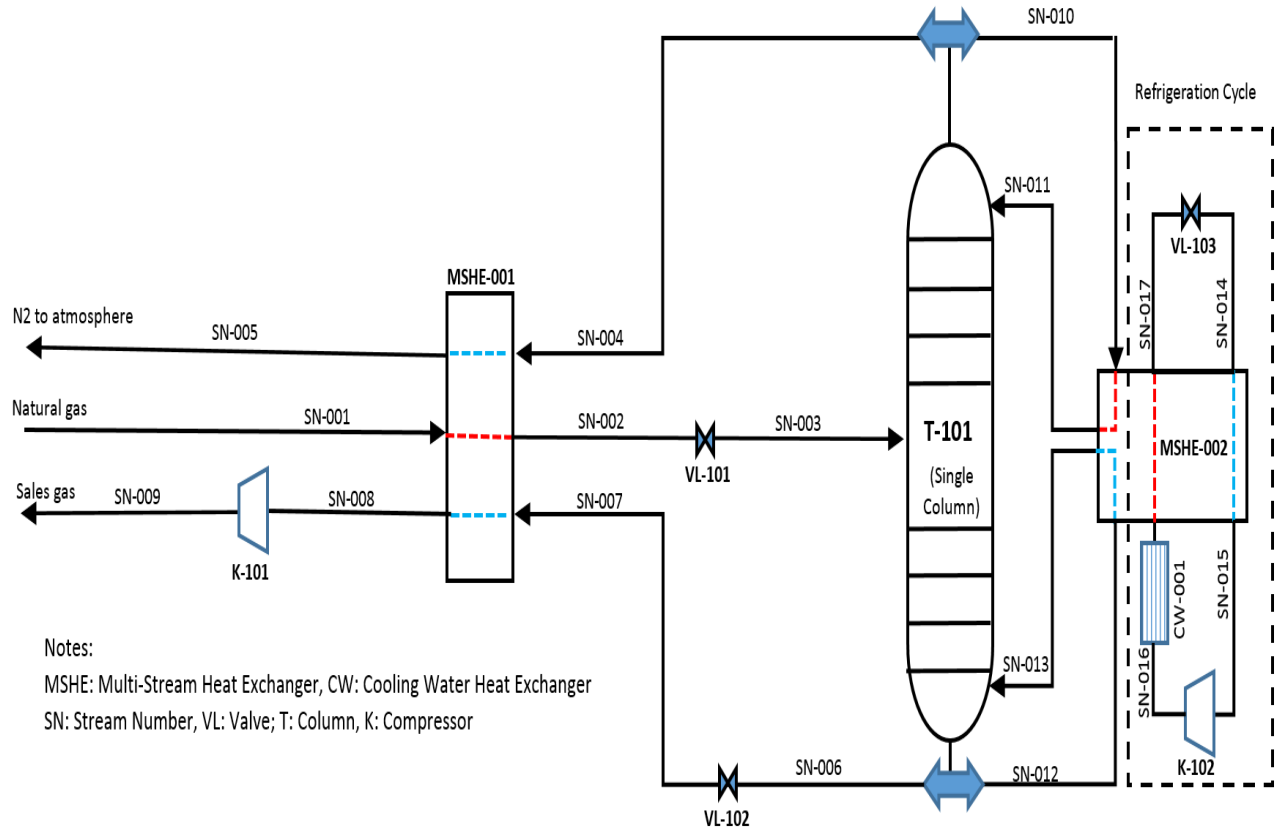 SN-010
Refrigeration Cycle
SN-011
VL-103
MSHE-001
SN-017
SN-014
N2 to atmosphere
SN-005
SN-004
Natural gas
SN-001
SN-002
SN-003
T-101
(Single
Column)
MSHE-002
VL-101
Sales gas
SN-009
SN-008
SN-007
K-101
CW-001
SN-015
SN-013
SN-016
Notes:
MSHE: Multi-Stream Heat Exchanger, CW: Cooling Water Heat Exchanger
SN: Stream Number, VL: Valve; T: Column, K: Compressor
SN-006
SN-012
K-102
VL-102